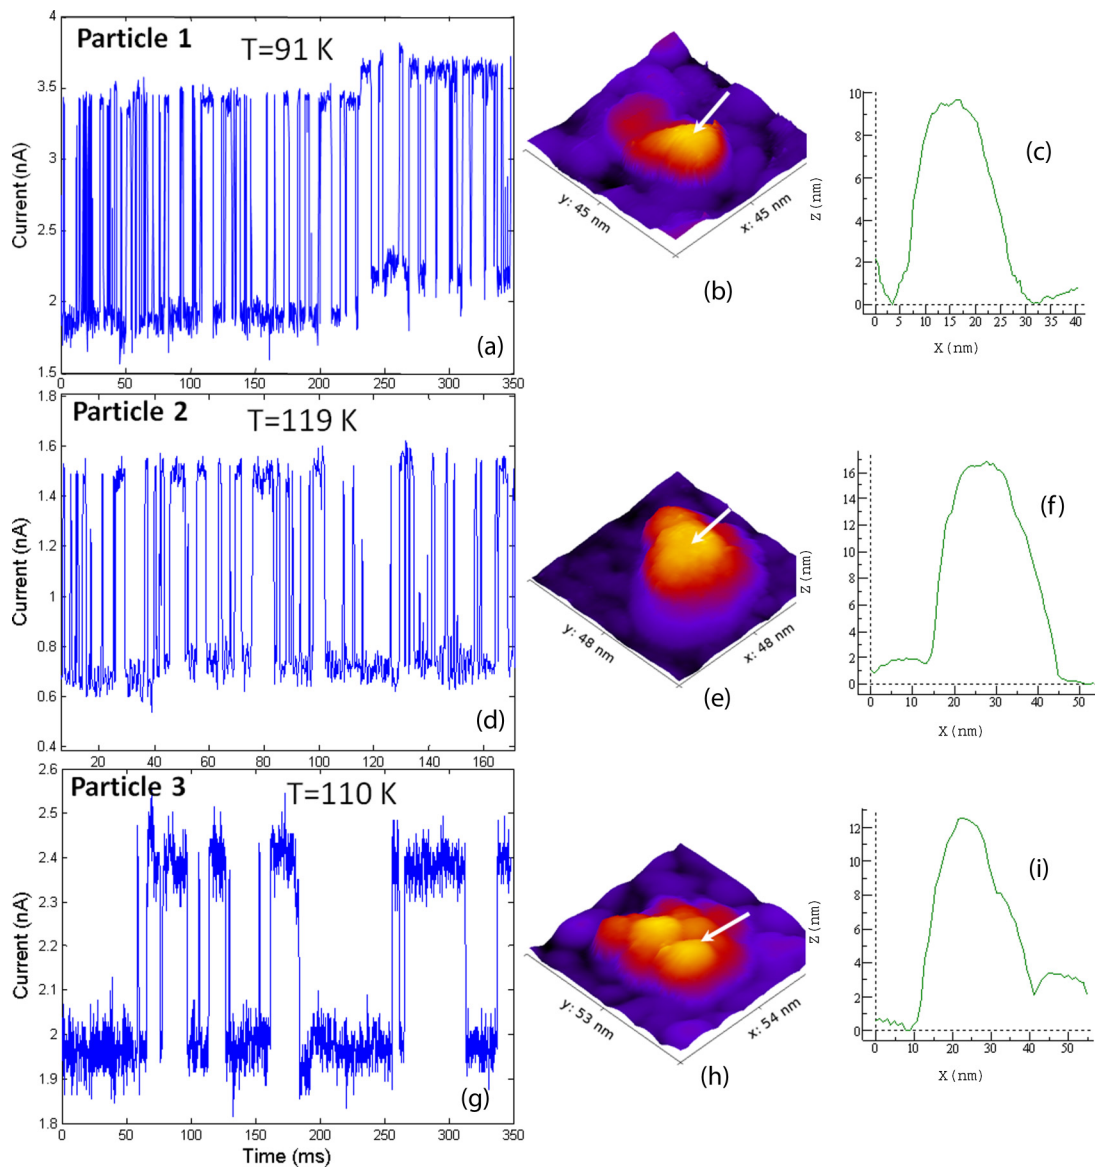 Particle 1
T=91 K
Current (nA)
4
3.5
3
2.5
2
1.5
0 50 100 150 200 250 300 350
(a)
y: 45 nm
x: 45 nm
(b)
Z (nm)
10
8
6
4
2
0
0 5 10 15 20 25 30 35 40
X (nm)
(c)
Particle 2
T=119 K
Current (nA)
1.8
1.6
1.4
1.2
1
0.8
0.6
0.4
20 40 60 80 100 120 140 160
(d)
y: 48 nm
x: 48 nm
(e)
Z (nm)
16
14
12
10
8
6
4
2
0
0 10 20 30 40 50
X (nm)
(f)
Particle 3
T=110 K
Current (nA)
2.6
2.5
2.4
2.3
2.2
2.1
2
1.9
1.8
0 50 100 150 200 250 300 350
Time (ms)
(g)
y: 53 nm
x: 54 nm
(h)
Z (nm)
12
10
8
6
4
2
0
0 10 20 30 40 50
X (nm)
(i)